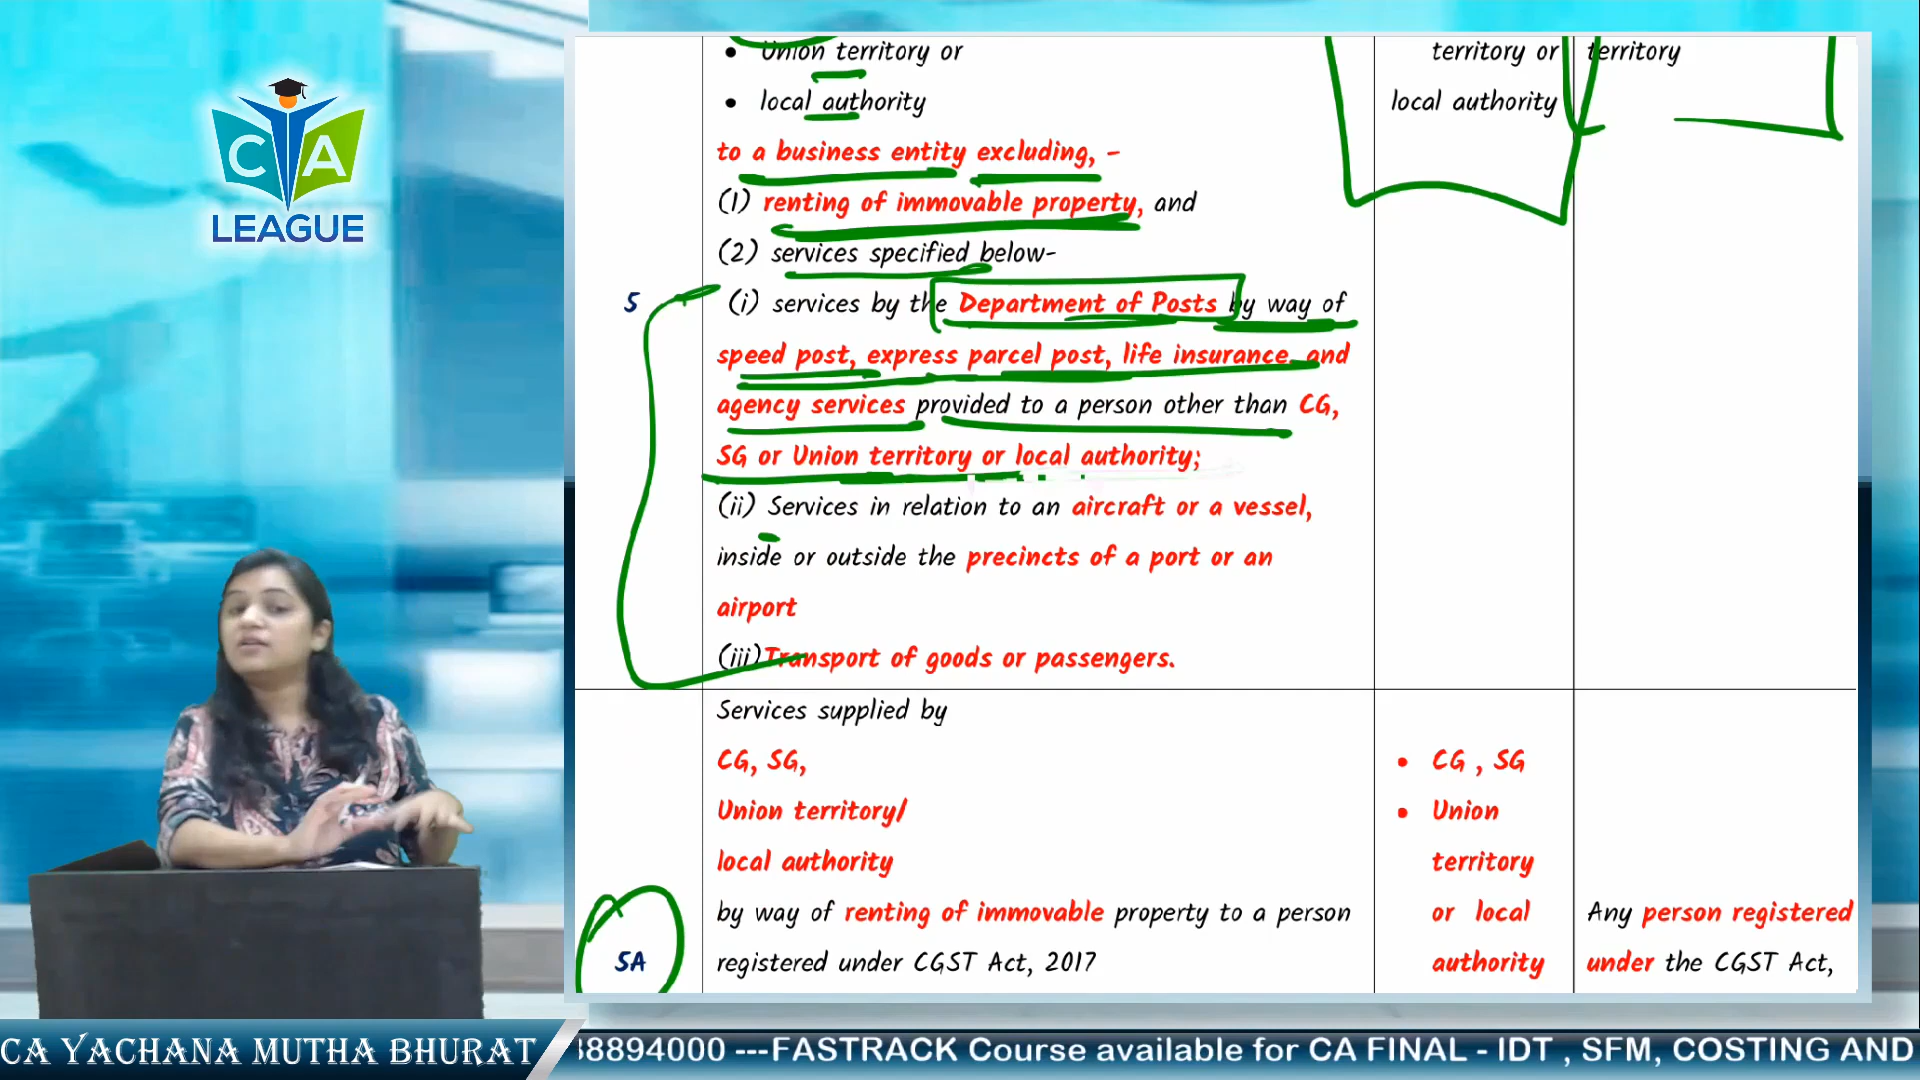 C A
LEAGUE
• Union territory or
• local authority
to a business entity excluding, -
(1) renting of immovable property, and
(2) services specified below-
5
(i) services by the Department of Posts by way of
speed post, express parcel post, life insurance, and
agency services provided to a person other than CG,
SG or Union territory or local authority;
(ii) Services in relation to an aircraft or a vessel,
inside or outside the precincts of a port or an
airport
(iii)Transport of goods or passengers.
territory or
local authority
territory
5A
Services supplied by
CG, SG,
Union territory/
local authority
by way of renting of immovable property to a person
registered under CGST Act, 2017
• CG , SG
• Union
territory
or local
authority
Any person registered
under the CGST Act,
CA YACHANA MUTHA BHURAT
38894000 ---FASTRACK Course available for CA FINAL - IDT , SFM, COSTING AND